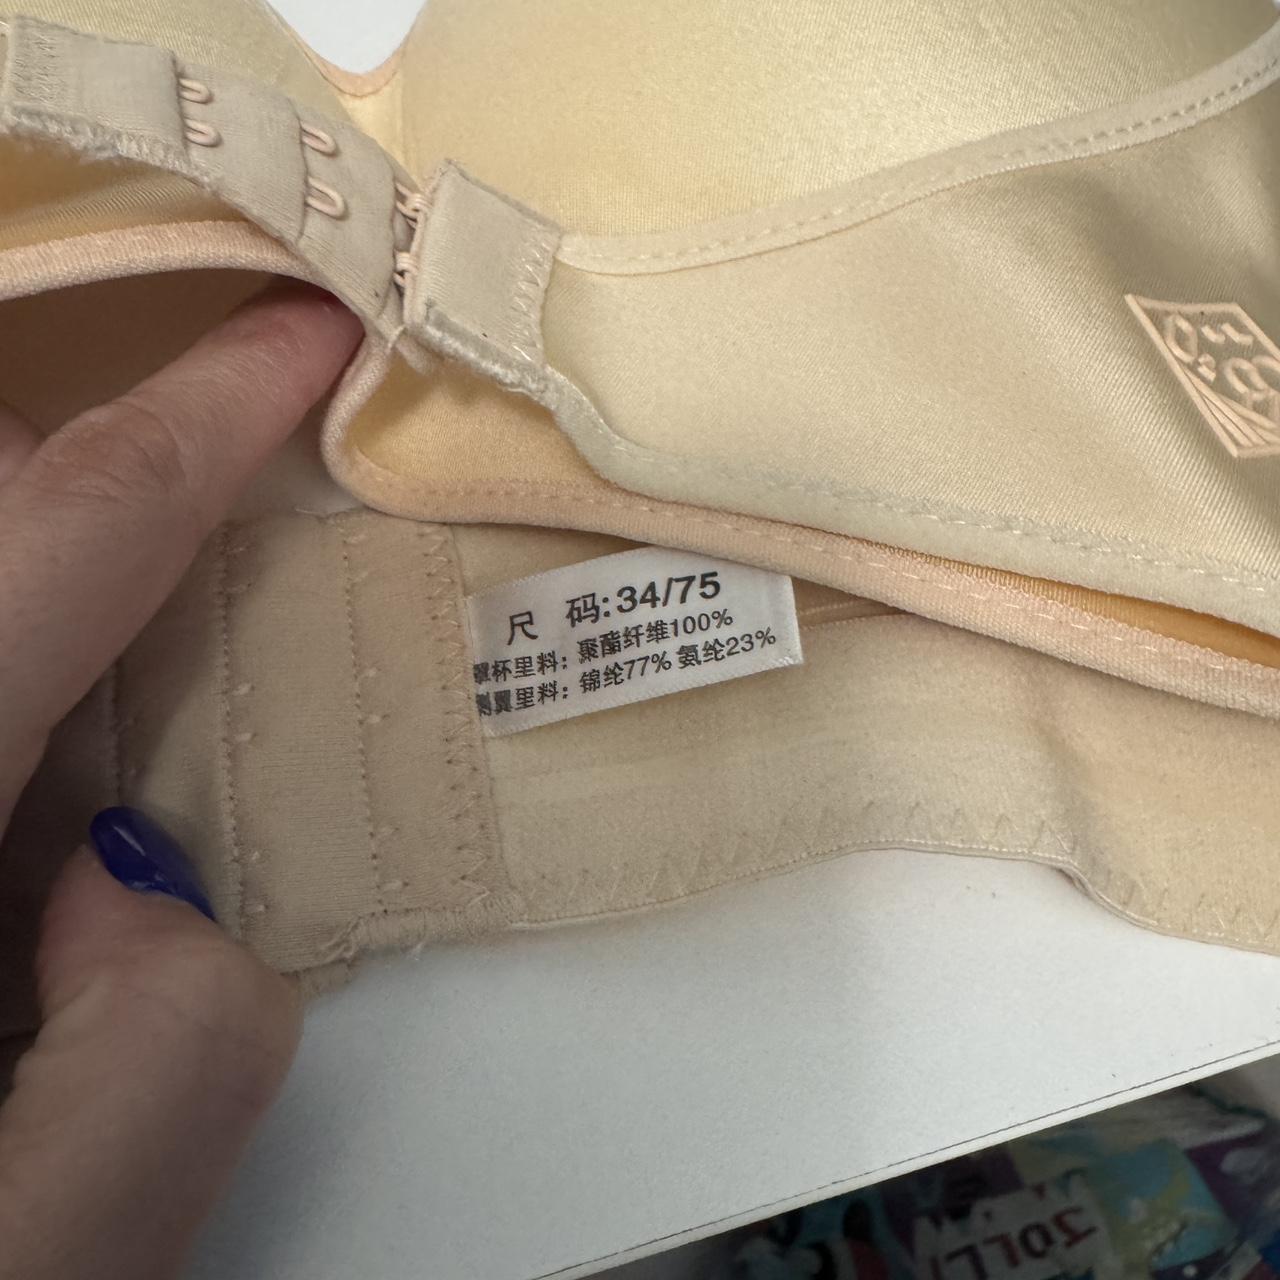 尺 码:34/75
罩杯里料：聚酯纤维100%
侧翼里料：锦纶77% 氨纶23%
JOLLI